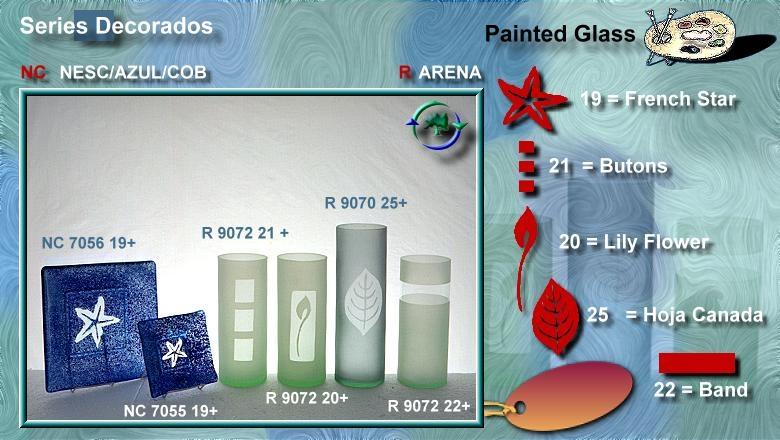 Series Decorados
Painted Glass
NC NESC/AZUL/COB
R ARENA
19 = French Star
21 = Butons
20 = Lily Flower
25 = Hoja Canada
22 = Band
NC 7056 19+
R 9072 21 +
R 9070 25+
NC 7055 19+
R 9072 20+
R 9072 22+